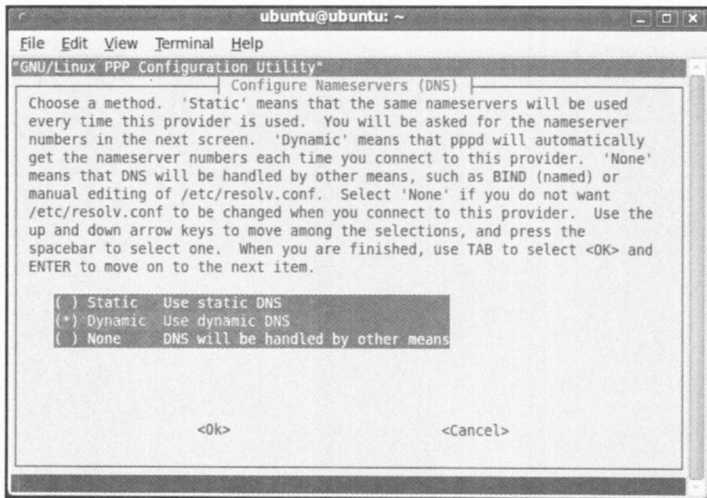 ubuntu@ubuntu: ~
File Edit View Terminal Help
"GNU/Linux PPP Configuration Utility"
Configure Nameservers (DNS)
Choose a method. 'Static' means that the same nameservers will be used
every time this provider is used. You will be asked for the nameserver
numbers in the next screen. 'Dynamic' means that pppd will automatically
get the nameserver numbers each time you connect to this provider. 'None'
means that DNS will be handled by other means, such as BIND (named) or
manual editing of /etc/resolv.conf. Select 'None' if you do not want
/etc/resolv.conf to be changed when you connect to this provider. Use the
up and down arrow keys to move among the selections, and press the
spacebar to select one. When you are finished, use TAB to select <OK> and
ENTER to move on to the next item.
( ) Static Use static DNS
(*) Dynamic Use dynamic DNS
( ) None DNS will be handled by other means
<Ok> <Cancel>